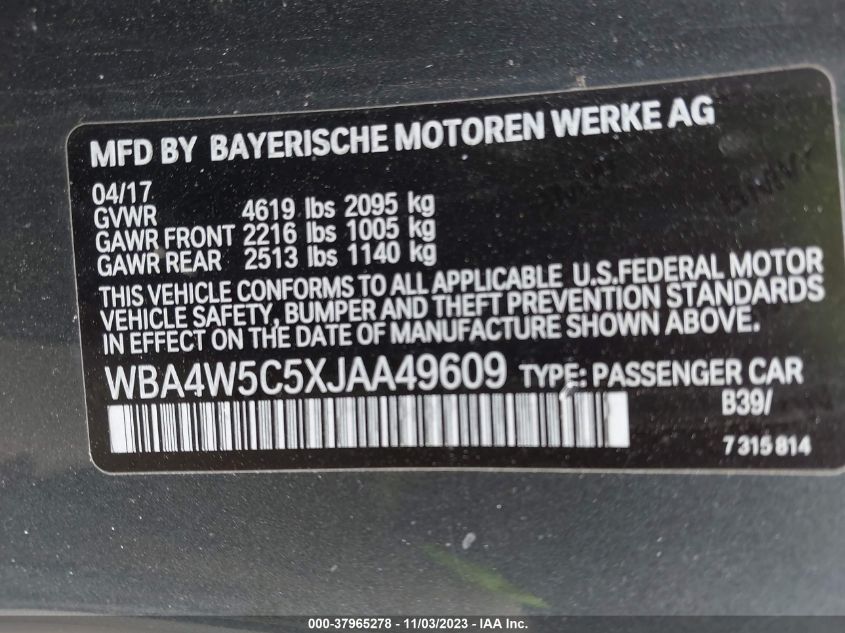 MFD BY BAYERISCHE MOTOREN WERKE AG
04/17
GVWR 4619 lbs 2095 kg
GAWR FRONT 2216 lbs 1005 kg
GAWR REAR 2513 lbs 1140 kg
THIS VEHICLE CONFORMS TO ALL APPLICABLE U.S.FEDERAL MOTOR
VEHICLE SAFETY, BUMPER AND THEFT PREVENTION STANDARDS
IN EFFECT ON THE DATE OF MANUFACTURE SHOWN ABOVE.
WBA4W5C5XJAA49609 TYPE: PASSENGER CAR
B39/
7315814
000-37965278 - 11/03/2023 - IAA Inc.